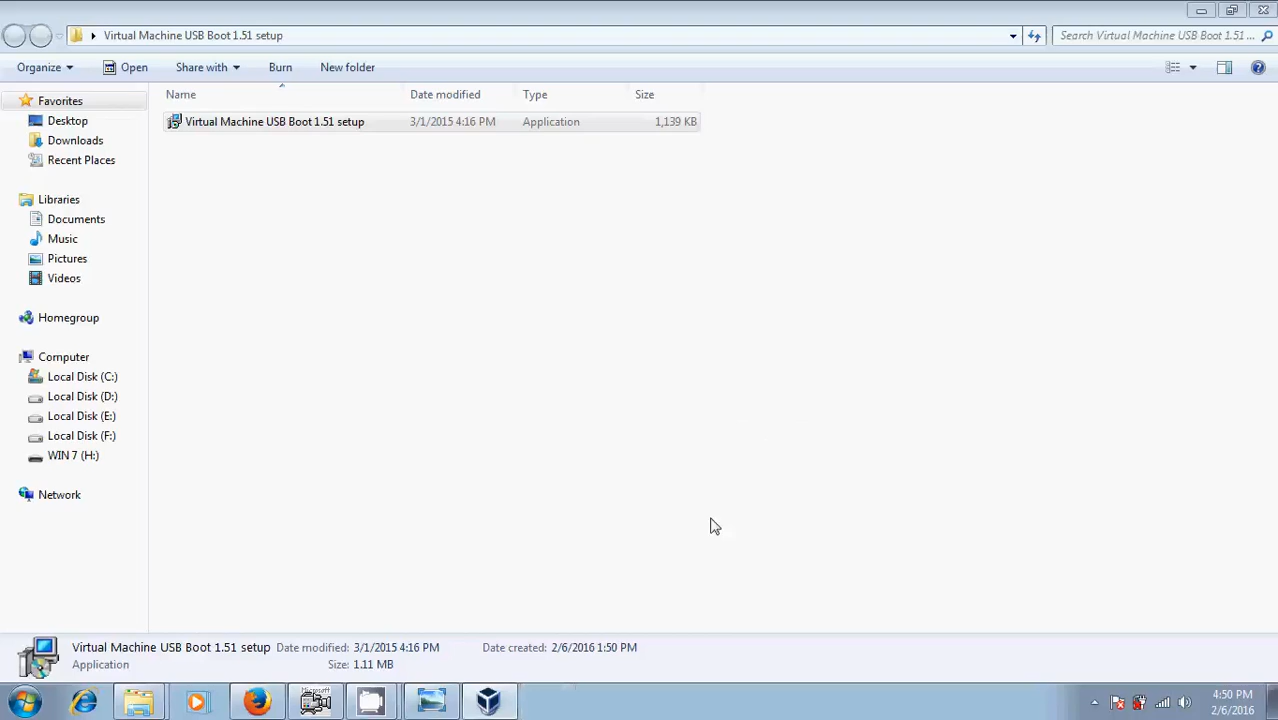 Virtual Machine USB Boot 1.51 setup
Search Virtual Machine USB Boot 1.51 ...
Organize Open Share with Burn New folder
Name Date modified Type Size
Virtual Machine USB Boot 1.51 setup 3/1/2015 4:16 PM Application 1,139 KB
Favorites
Desktop
Downloads
Recent Places
Libraries
Documents
Music
Pictures
Videos
Homegroup
Computer
Local Disk (C:)
Local Disk (D:)
Local Disk (E:)
Local Disk (F:)
WIN 7 (H:)
Network
Virtual Machine USB Boot 1.51 setup Date modified: 3/1/2015 4:16 PM Date created: 2/6/2016 1:50 PM
Application Size: 1.11 MB
Microsoft
4:50 PM
2/6/2016